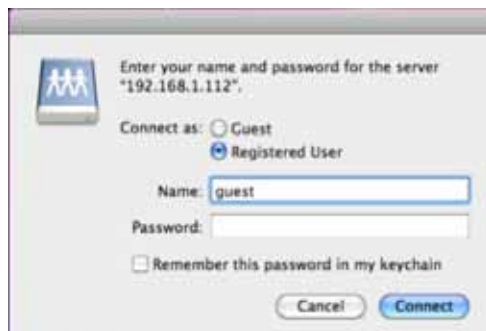 Enter your name and password for the server
"192.168.1.112".
Connect as: Guest
Registered User
Name: guest
Password:
Remember this password in my keychain
Cancel Connect